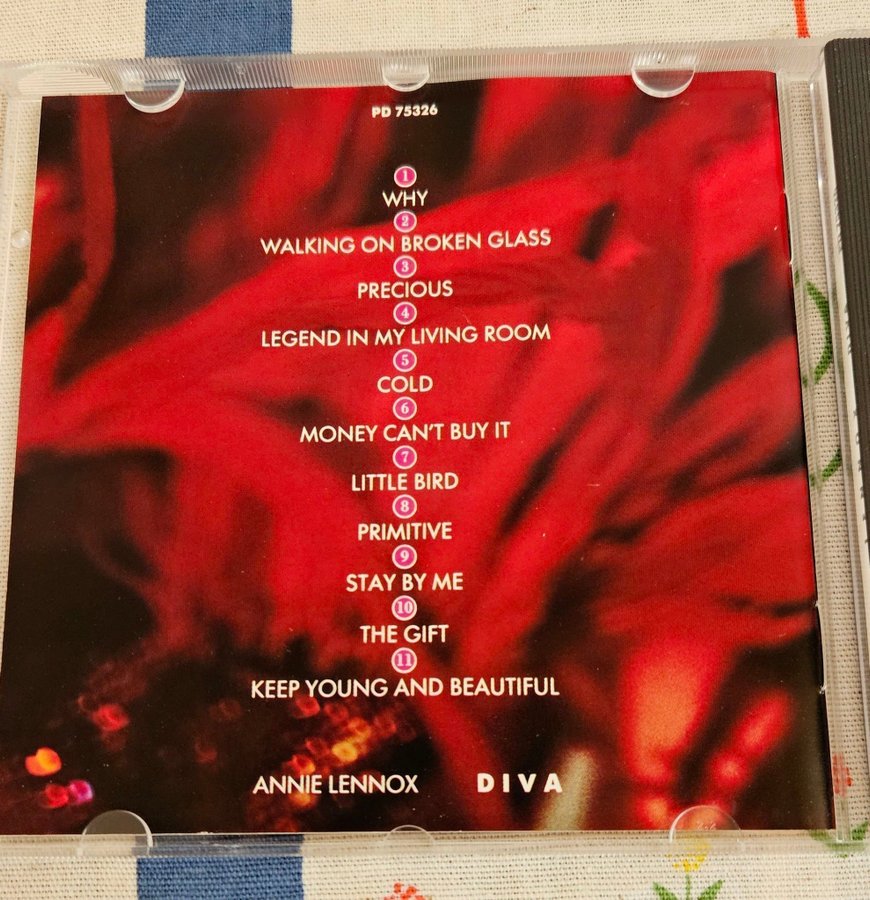 PD 75326
1
WHY
2
WALKING ON BROKEN GLASS
3
PRECIOUS
4
LEGEND IN MY LIVING ROOM
5
COLD
6
MONEY CAN'T BUY IT
7
LITTLE BIRD
8
PRIMITIVE
9
STAY BY ME
10
THE GIFT
11
KEEP YOUNG AND BEAUTIFUL
ANNIE LENNOX DIVA